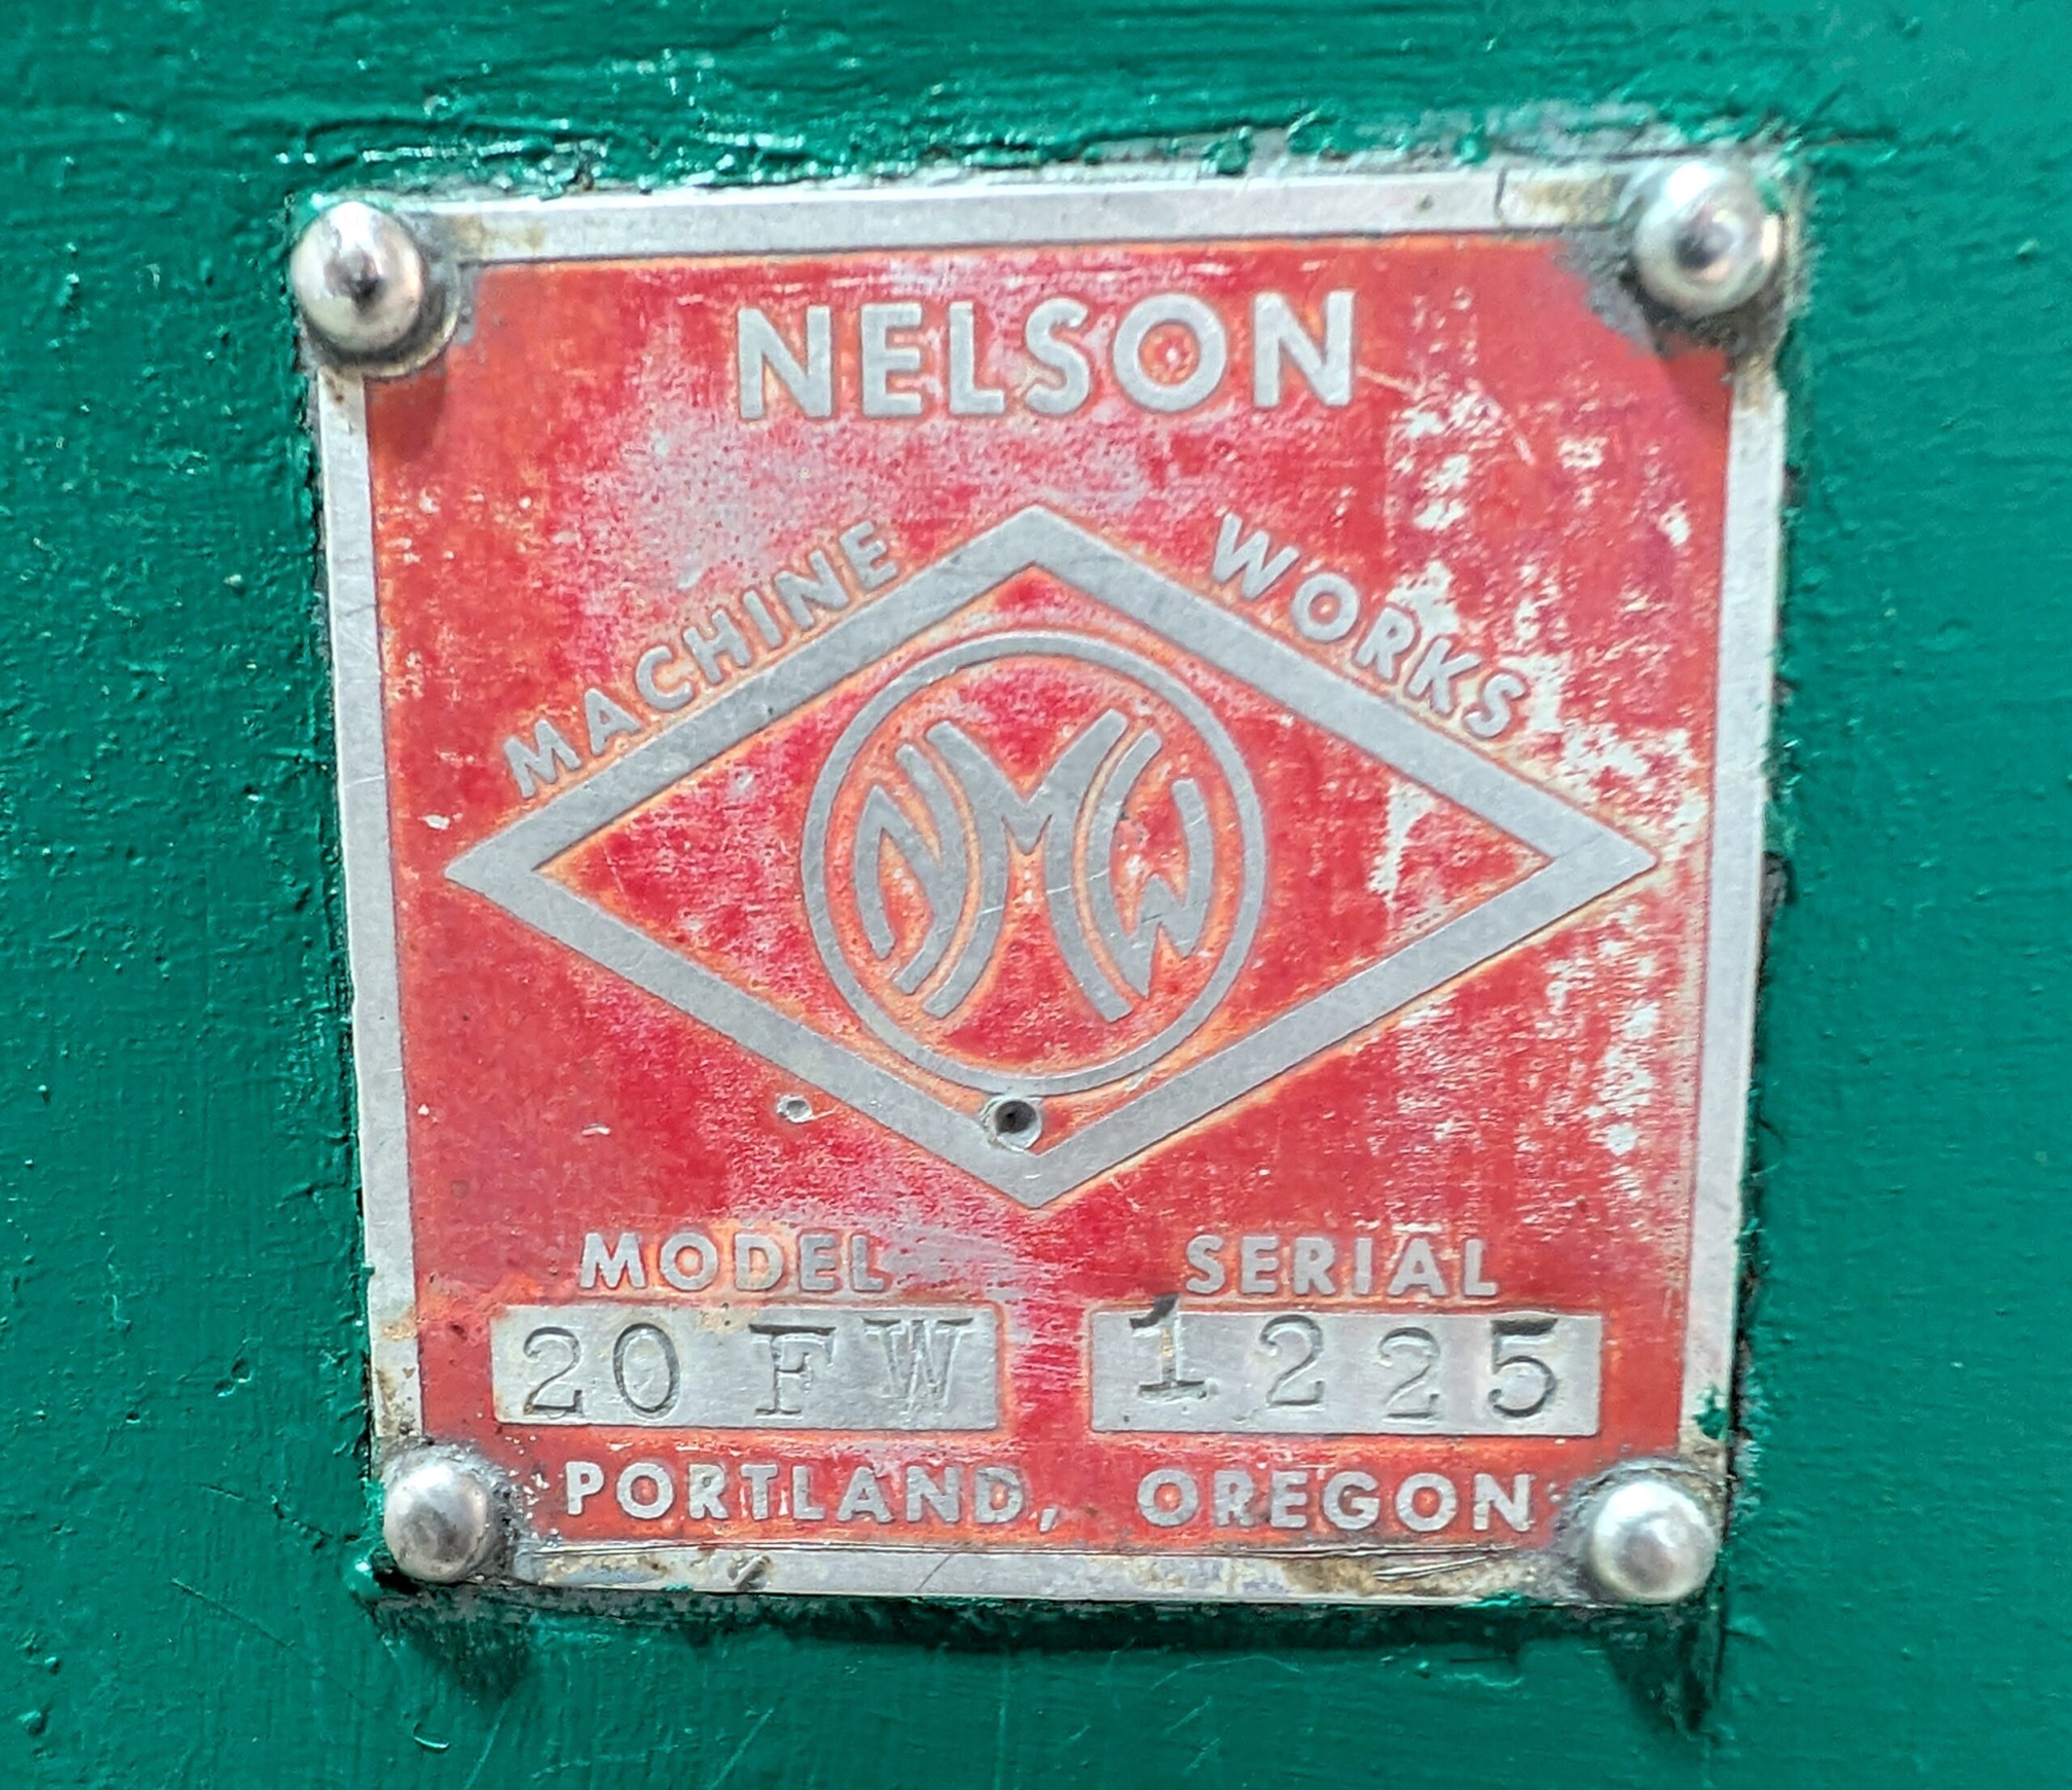 NELSON
MACHINE WORKS
NMW
MODEL SERIAL
20 FW 1225
PORTLAND, OREGON